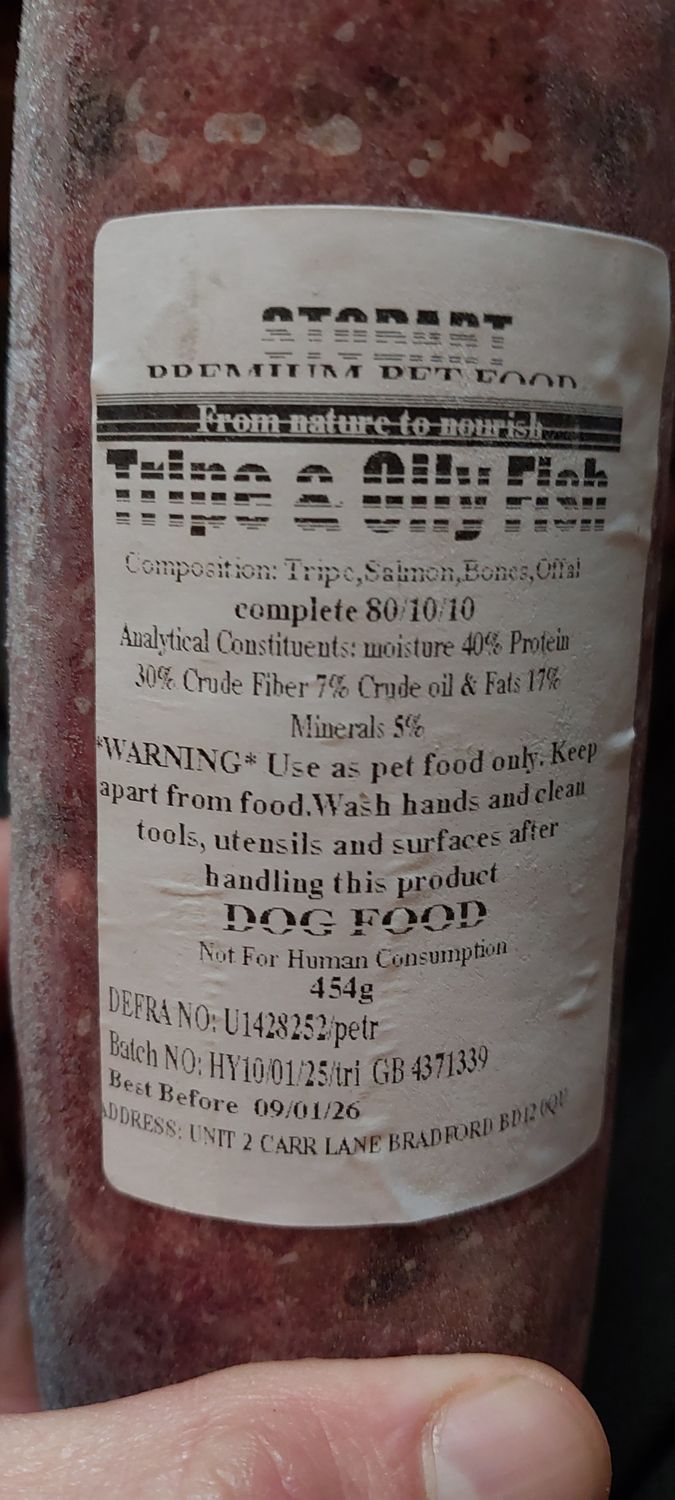 STOBART
PREMIUM PET FOOD
From nature to nourish
Tripe & Oily Fish
Composition: Tripe,Salmon,Bones,Offal
complete 80/10/10
Analytical Constituents: moisture 40% Protein
30% Crude Fiber 7% Crude oil & Fats 17%
Minerals 5%
*WARNING* Use as pet food only. Keep
apart from food.Wash hands and clean
tools, utensils and surfaces after
handling this product
DOG FOOD
Not For Human Consumption
454g
DEFRA NO: U1428252/petr
Batch NO: HY10/01/25/tri GB 4371339
Best Before 09/01/26
ADDRESS: UNIT 2 CARR LANE BRADFORD BD12 0QU